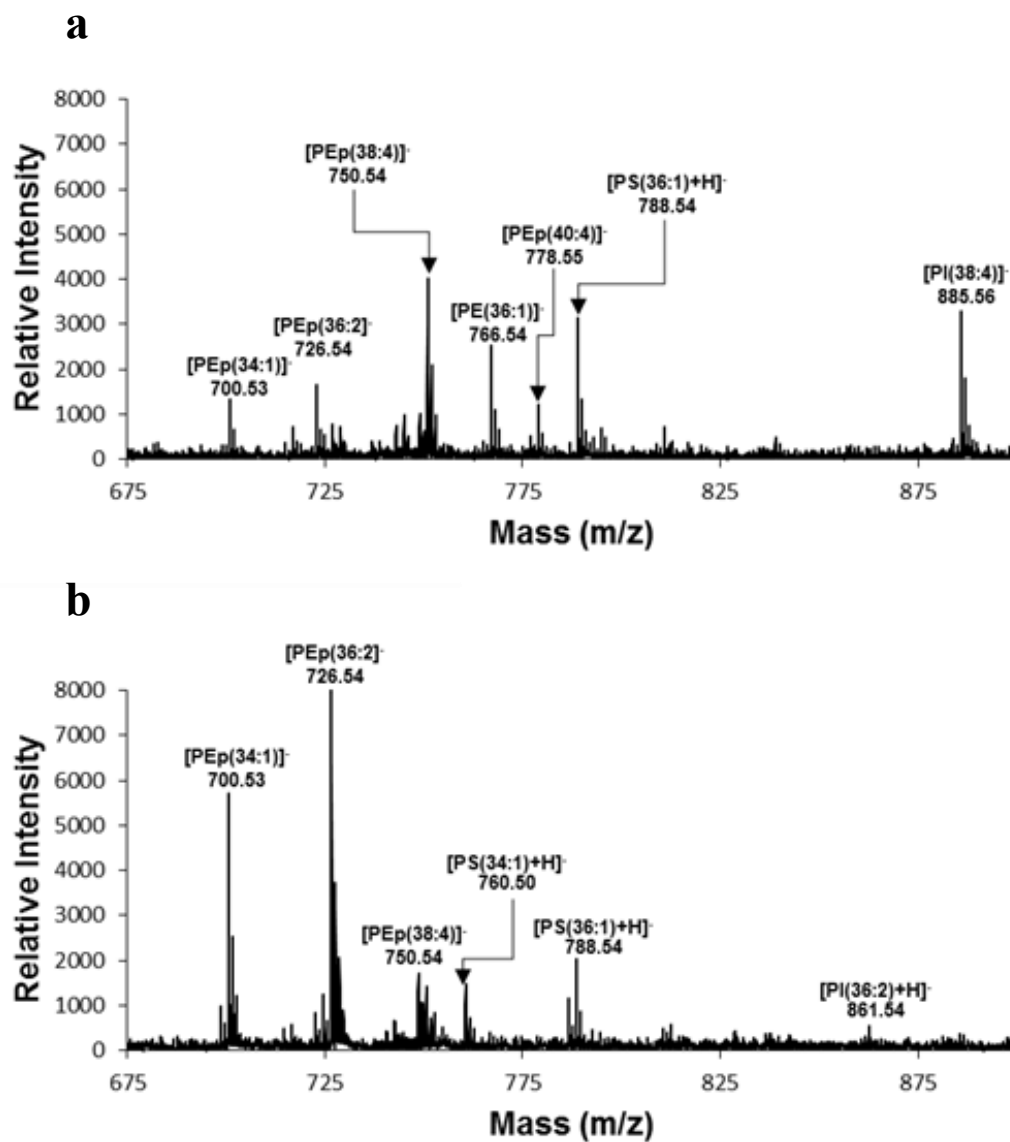 a
8000
7000
6000
5000
4000
3000
2000
1000
0
Relative Intensity
[PEp(38:4)]-
750.54
[PS(36:1)+H]-
788.54
[PEp(40:4)]-
778.55
[PI(38:4)]-
885.56
[PE(36:1)]-
766.54
[PEp(36:2]-
726.54
[PEp(34:1)]-
700.53
675 725 775 825 875
Mass (m/z)
b
8000
7000
6000
5000
4000
3000
2000
1000
0
Relative Intensity
[PEp(36:2]-
726.54
[PEp(34:1)]-
700.53
[PS(34:1)+H]-
760.50
[PEp(38:4)]-
750.54
[PS(36:1)+H]-
788.54
[PI(36:2)+H]-
861.54
675 725 775 825 875
Mass (m/z)